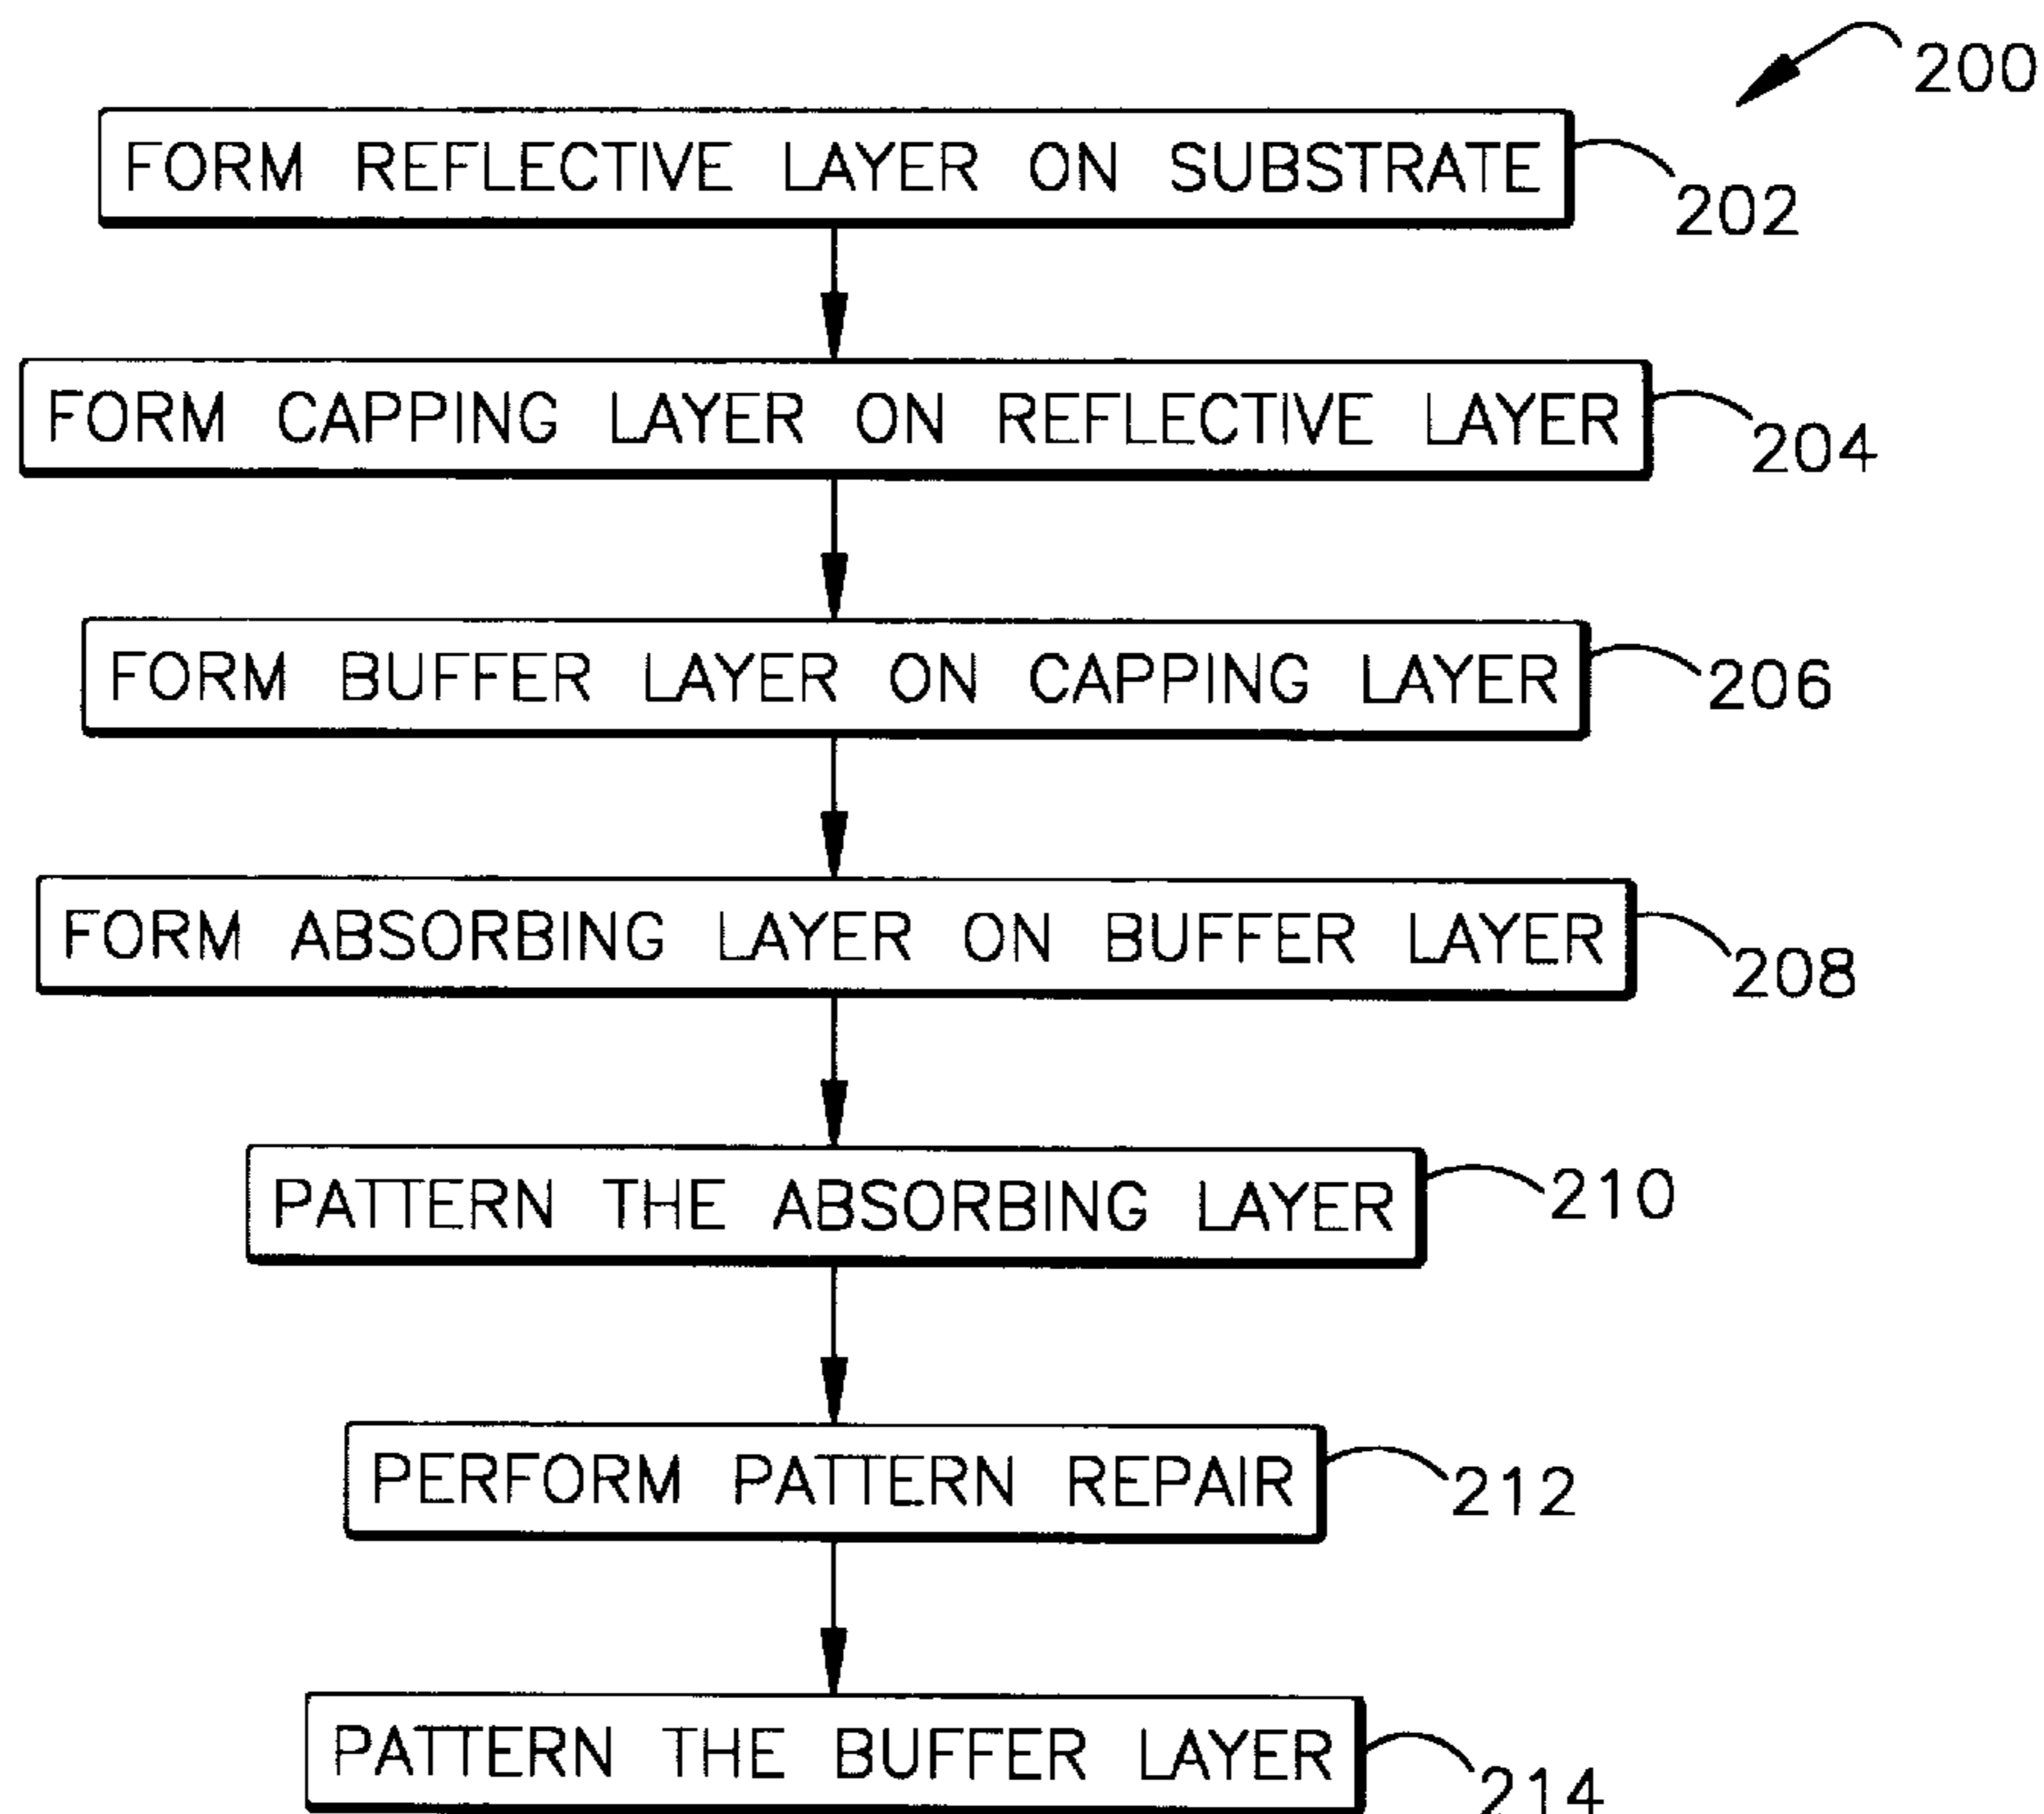 200
FORM REFLECTIVE LAYER ON SUBSTRATE
202
FORM CAPPING LAYER ON REFLECTIVE LAYER
204
FORM BUFFER LAYER ON CAPPING LAYER
206
FORM ABSORBING LAYER ON BUFFER LAYER
208
PATTERN THE ABSORBING LAYER
210
PERFORM PATTERN REPAIR
212
PATTERN THE BUFFER LAYER
214